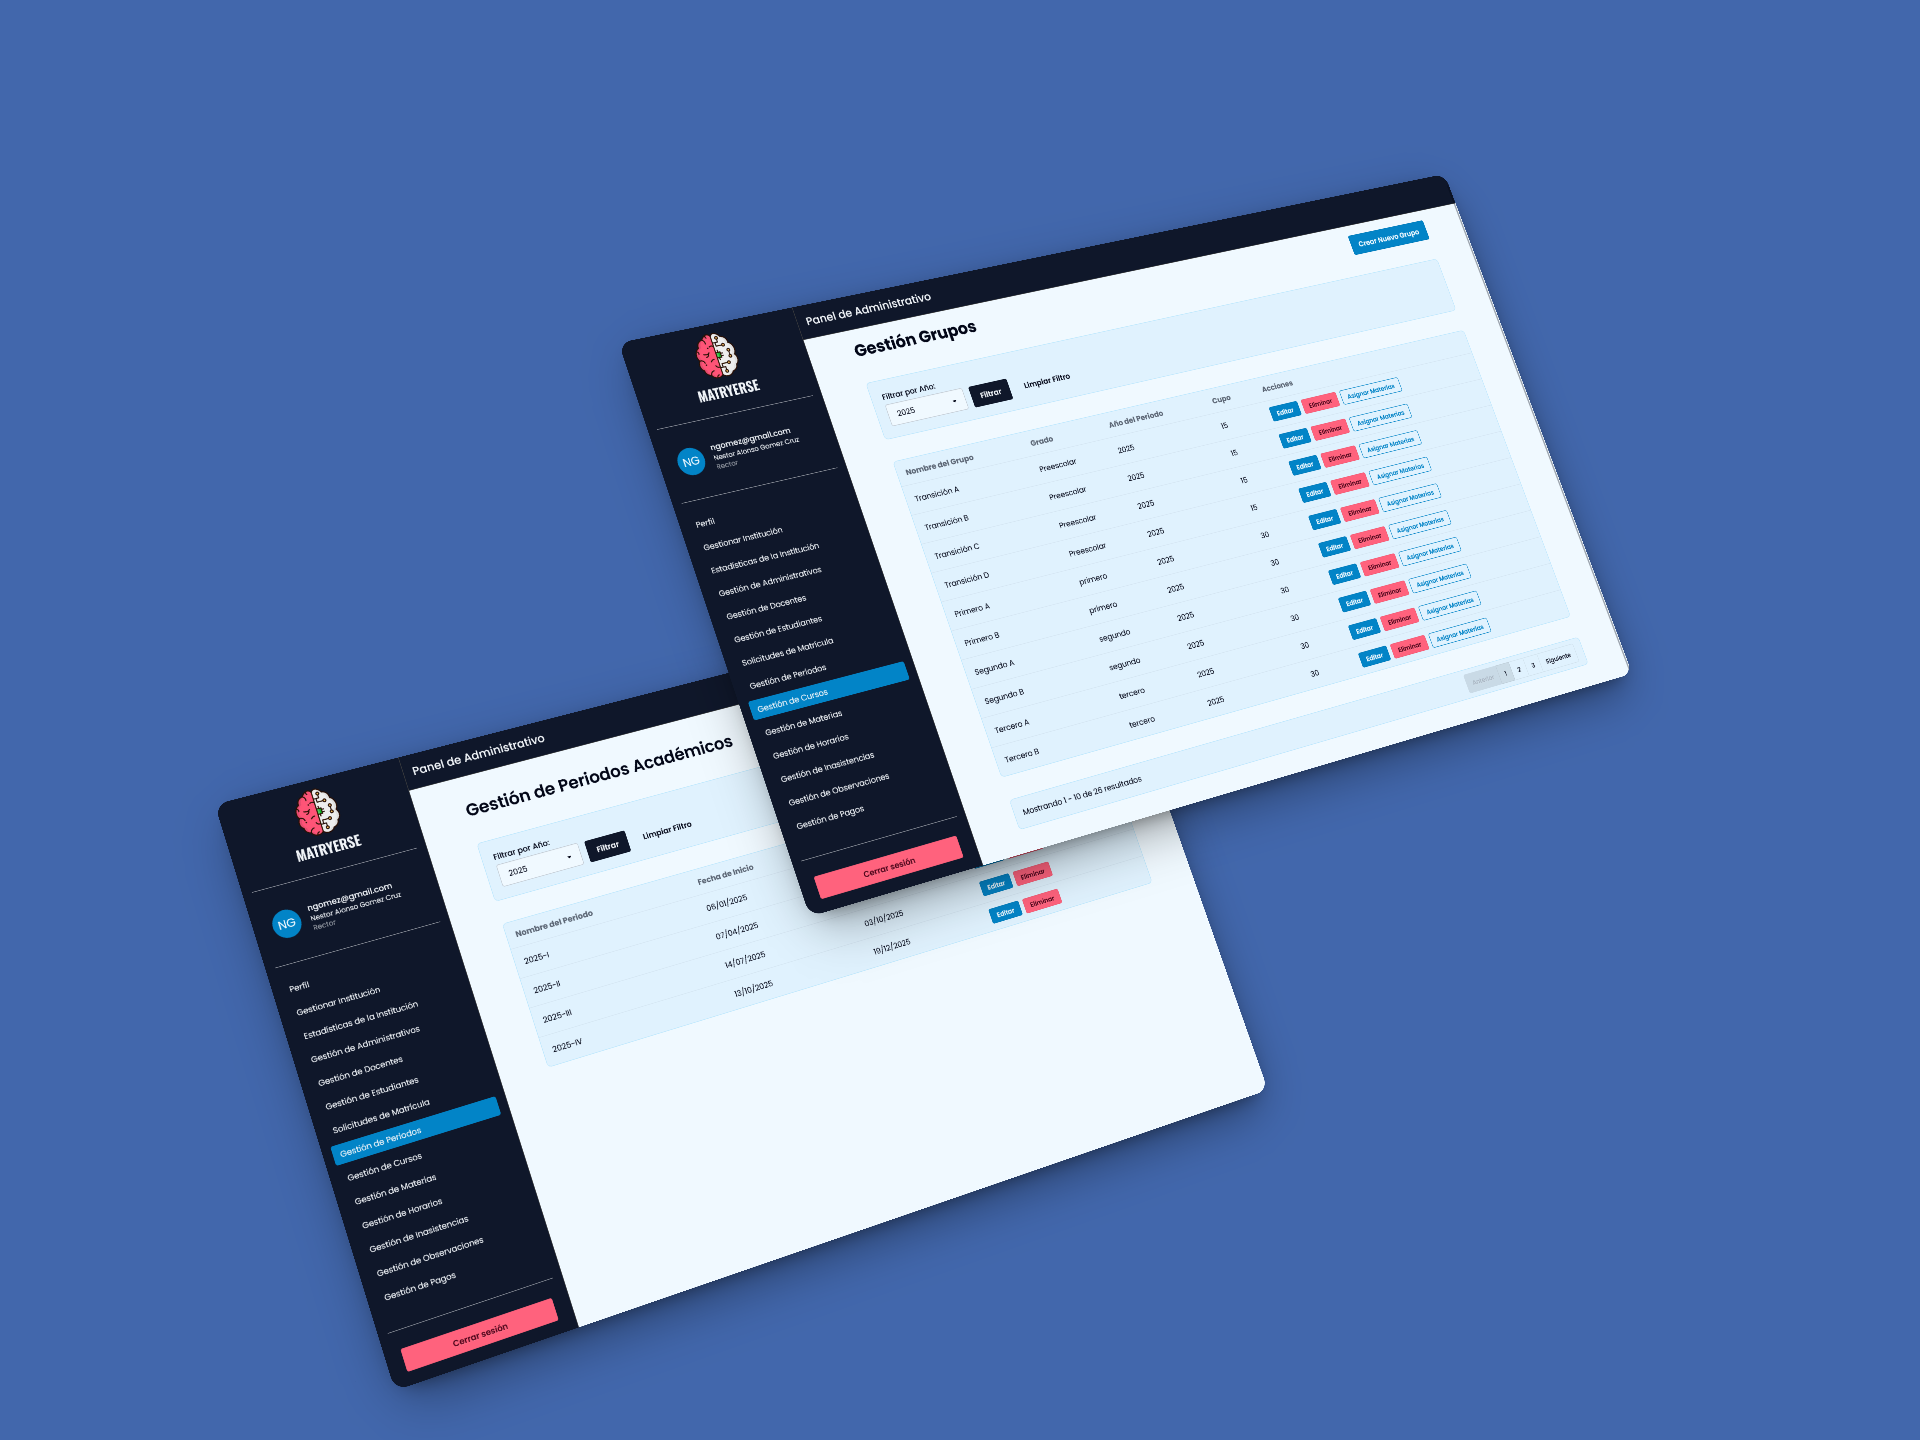 Panel de Administrativo
MATRYERSE
ngomez@gmail.com
Nestor Alonso Gomez Cruz
Rector
NG
Perfil
Gestionar Institución
Estadisticas de la Institución
Gestión de Administrativos
Gestión de Docentes
Gestión de Estudiantes
Solicitudes de Matrícula
Gestión de Periodos
Gestión de Cursos
Gestión de Materias
Gestión de Horarios
Gestión de Inasistencias
Gestión de Observaciones
Gestión de Pagos
Cerrar sesión
Gestión Grupos
Crear Nuevo Grupo
Filtrar por Año:
2025 Filtrar Limpiar Filtro
Nombre del Grupo Grado Año del Periodo Cupo Acciones
Transición A Preescolar 2025 15 Editar Eliminar Asignar Materias
Transición B Preescolar 2025 15 Editar Eliminar Asignar Materias
Transición C Preescolar 2025 15 Editar Eliminar Asignar Materias
Transición D Preescolar 2025 15 Editar Eliminar Asignar Materias
Primero A primero 2025 30 Editar Eliminar Asignar Materias
Primero B primero 2025 30 Editar Eliminar Asignar Materias
Segundo A segundo 2025 30 Editar Eliminar Asignar Materias
Segundo B segundo 2025 30 Editar Eliminar Asignar Materias
Tercero A tercero 2025 30 Editar Eliminar Asignar Materias
Tercero B tercero 2025 30 Editar Eliminar Asignar Materias
Mostrando 1 - 10 de 26 resultados
Anterior 1 2 3 Siguiente
Panel de Administrativo
MATRYERSE
ngomez@gmail.com
Nestor Alonso Gomez Cruz
Rector
NG
Perfil
Gestionar Institución
Estadisticas de la Institución
Gestión de Administrativos
Gestión de Docentes
Gestión de Estudiantes
Solicitudes de Matrícula
Gestión de Periodos
Gestión de Cursos
Gestión de Materias
Gestión de Horarios
Gestión de Inasistencias
Gestión de Observaciones
Gestión de Pagos
Cerrar sesión
Gestión de Periodos Académicos
Filtrar por Año:
2025 Filtrar Limpiar Filtro
Nombre del Periodo Fecha de Inicio
2025-I 06/01/2025
2025-II 07/04/2025
2025-III 14/07/2025 03/10/2025 Editar Eliminar
2025-IV 13/10/2025 19/12/2025 Editar Eliminar